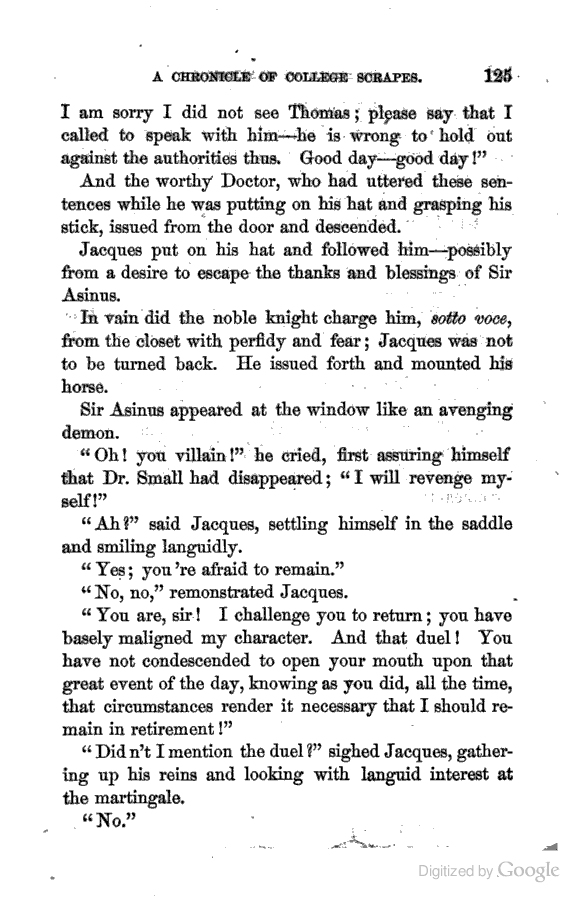 A CHRONICLE OF COLLEGE SCRAPES. 125
I am sorry I did not see Thomas; please say that I
called to speak with him—he is wrong to hold out
against the authorities thus. Good day—good day!”
And the worthy Doctor, who had uttered these sen-
tences while he was putting on his hat and grasping his
stick, issued from the door and descended.
Jacques put on his hat and followed him—possibly
from a desire to escape the thanks and blessings of Sir
Asinus.
In vain did the noble knight charge him, sotto voce,
from the closet with perfidy and fear; Jacques was not
to be turned back. He issued forth and mounted his
horse.
Sir Asinus appeared at the window like an avenging
demon.
“Oh! you villain!” he cried, first assuring himself
that Dr. Small had disappeared; “I will revenge my-
self!”
“Ah?” said Jacques, settling himself in the saddle
and smiling languidly.
“Yes; you’re afraid to remain.”
“No, no,” remonstrated Jacques.
“You are, sir! I challenge you to return; you have
basely maligned my character. And that duel! You
have not condescended to open your mouth upon that
great event of the day, knowing as you did, all the time,
that circumstances render it necessary that I should re-
main in retirement!”
“Didn’t I mention the duel?” sighed Jacques, gather-
ing up his reins and looking with languid interest at
the martingale.
“No.”
Digitized by Google